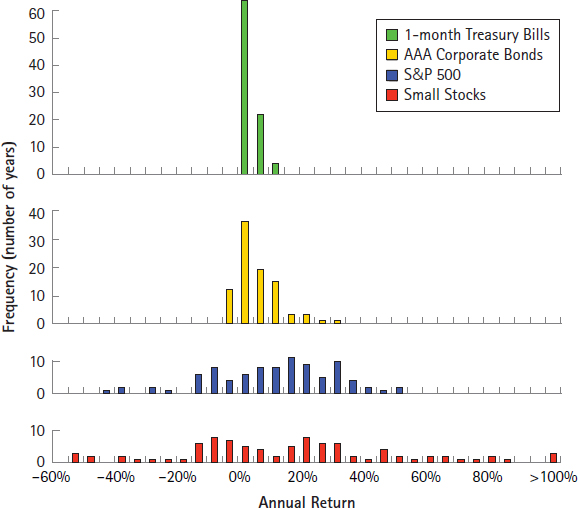 60
50
40
30
20
10
0
1-month Treasury Bills
AAA Corporate Bonds
S&P 500
Small Stocks
Frequency (number of years)
40
30
20
10
0
10
0
10
0
−60% −40% −20% 0% 20% 40% 60% 80% >100%
Annual Return